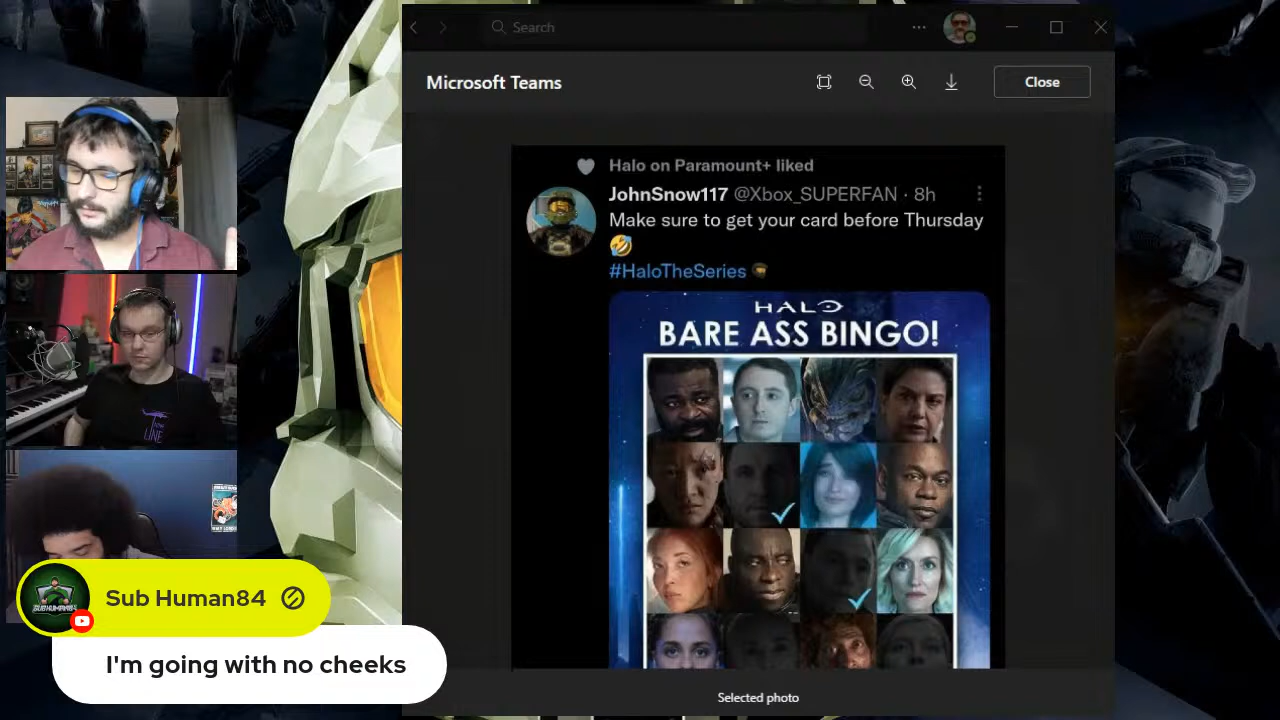 Search
Microsoft Teams
Close
Halo on Paramount+ liked
JohnSnow117 @Xbox_SUPERFAN · 8h
Make sure to get your card before Thursday
🤣
#HaloTheSeries
HALO
BARE ASS BINGO!
LINE
Sub Human84
I'm going with no cheeks
Selected photo